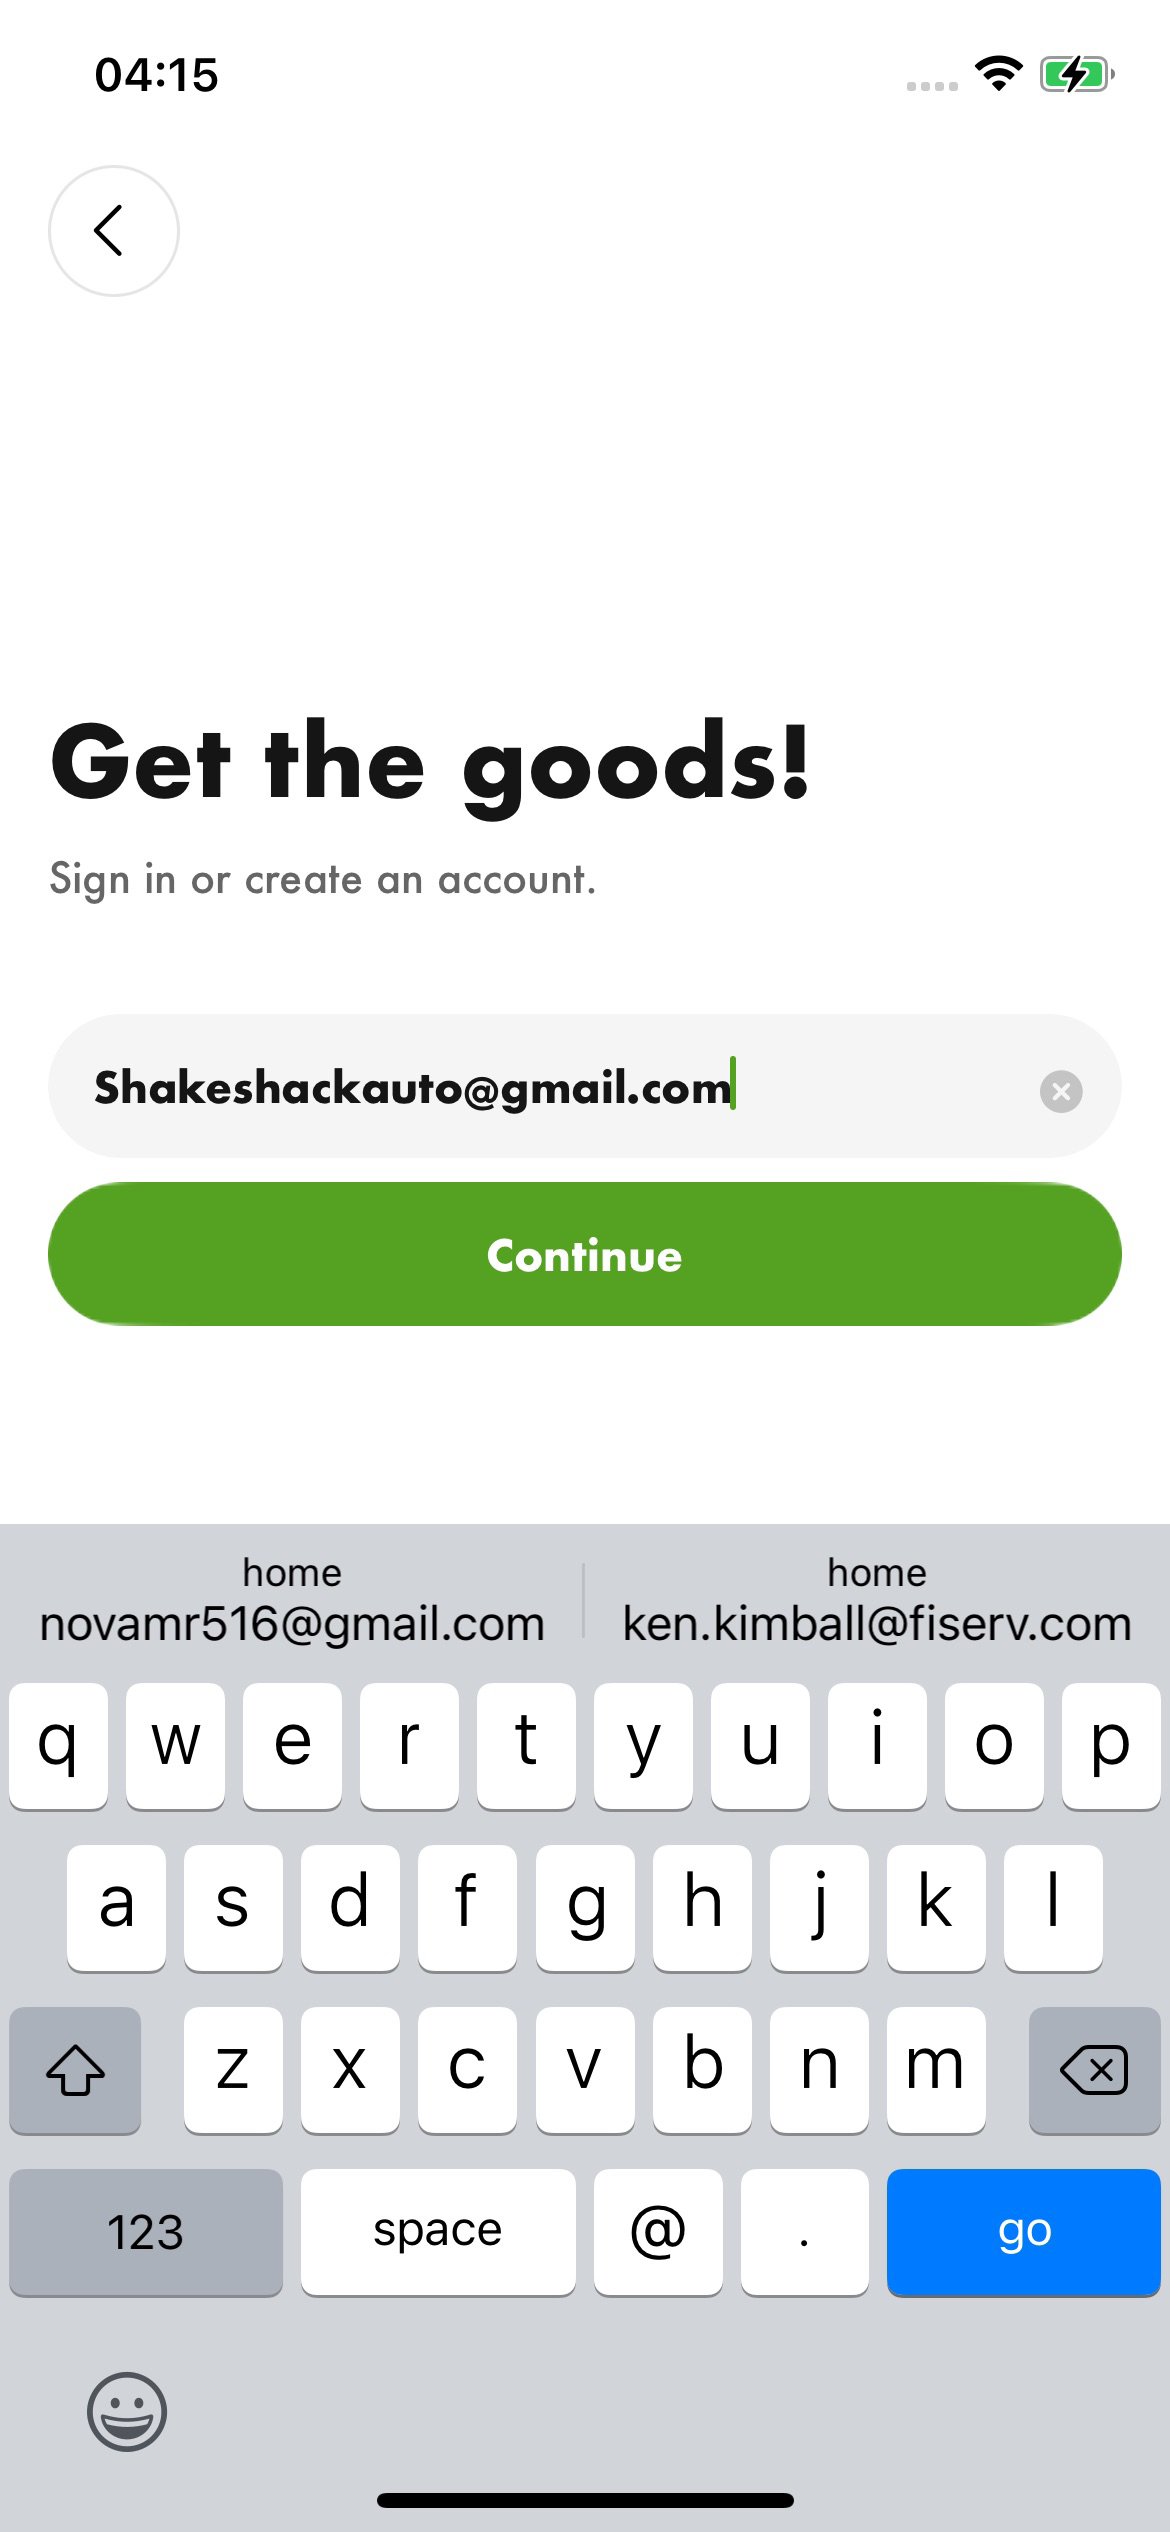 04:15
Get the goods!
Sign in or create an account.
Shakeshackauto@gmail.com
Continue
home
novamr516@gmail.com
home
ken.kimball@fiserv.com
q w e r t y u i o p
a s d f g h j k l
z x c v b n m
123 space @ . go